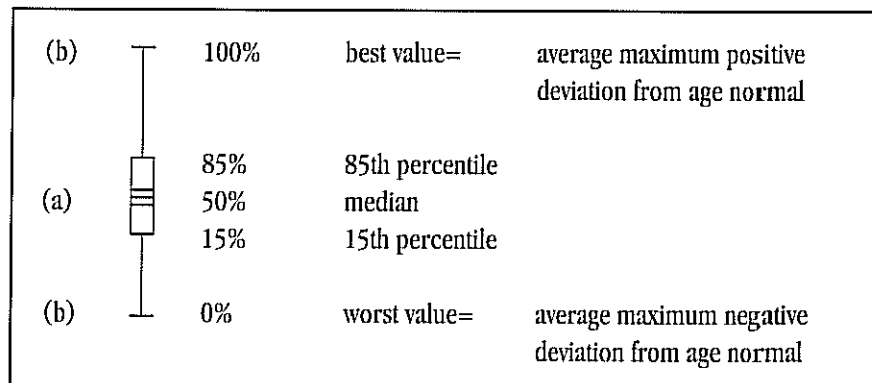 (b) 100% best value= average maximum positive
deviation from age normal
85% 85th percentile
(a) 50% median
15% 15th percentile
(b) 0% worst value= average maximum negative
deviation from age normal